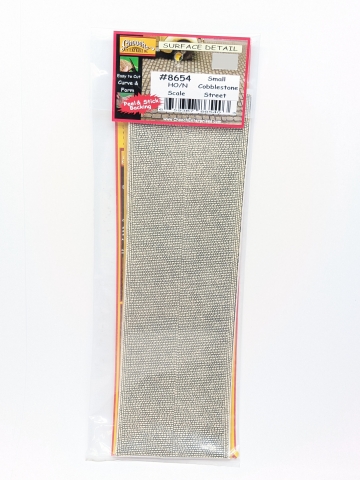 SURFACE DETAIL
Easy to Cut
Curve &
Form
"Peel & Stick"
Backing
#8654
HO/N
Scale
Small
Cobblestone
Street